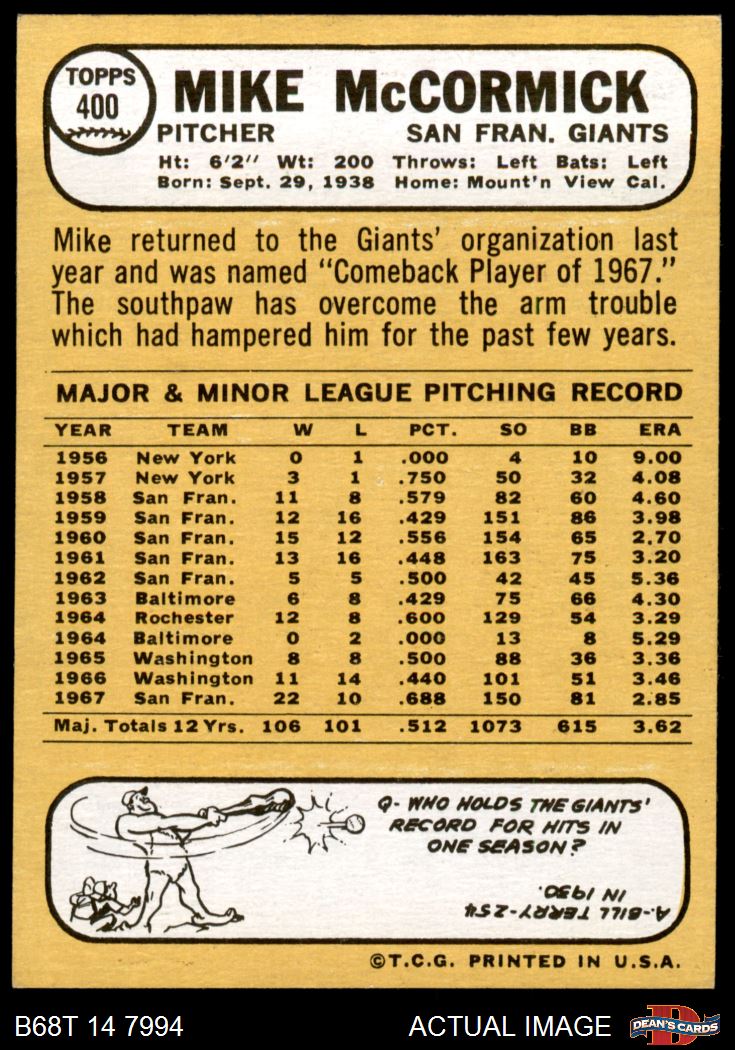 TOPPS
400
MIKE McCORMICK
PITCHER SAN FRAN. GIANTS
Ht: 6'2" Wt: 200 Throws: Left Bats: Left
Born: Sept. 29, 1938 Home: Mount'n View Cal.
Mike returned to the Giants' organization last
year and was named "Comeback Player of 1967."
The southpaw has overcome the arm trouble
which had hampered him for the past few years.
MAJOR & MINOR LEAGUE PITCHING RECORD
YEAR TEAM W L PCT. SO BB ERA
1956 New York 0 1 .000 4 10 9.00
1957 New York 3 1 .750 50 32 4.08
1958 San Fran. 11 8 .579 82 60 4.60
1959 San Fran. 12 16 .429 151 86 3.98
1960 San Fran. 15 12 .556 154 65 2.70
1961 San Fran. 13 16 .448 163 75 3.20
1962 San Fran. 5 5 .500 42 45 5.36
1963 Baltimore 6 8 .429 75 66 4.30
1964 Rochester 12 8 .600 129 54 3.29
1964 Baltimore 0 2 .000 13 8 5.29
1965 Washington 8 8 .500 88 36 3.36
1966 Washington 11 14 .440 101 51 3.46
1967 San Fran. 22 10 .688 150 81 2.85
Maj. Totals 12 Yrs. 106 101 .512 1073 615 3.62
Q- WHO HOLDS THE GIANTS'
RECORD FOR HITS IN
ONE SEASON?
A-BILL TERRY-254
IN 1930.
©T.C.G. PRINTED IN U.S.A.
B68T 14 7994 ACTUAL IMAGE
DEAN'S CARDS